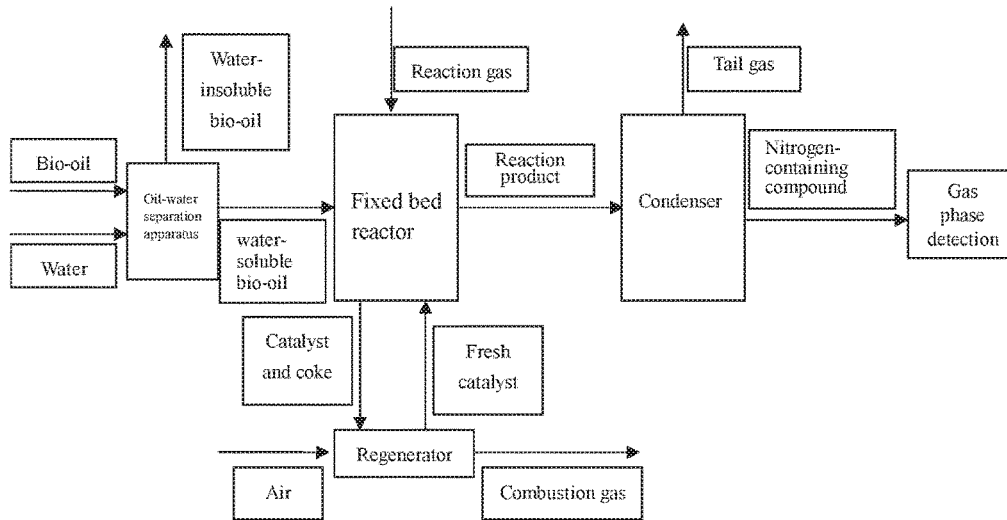 Water-
insoluble
bio-oil
Reaction gas
Tail gas
Bio-oil
Oil-water
separation
apparatus
Water
water-
soluble
bio-oil
Fixed bed
reactor
Reaction
product
Condenser
Nitrogen-
containing
compound
Gas
phase
detection
Catalyst
and coke
Fresh
catalyst
Regenerator
Air
Combustion gas